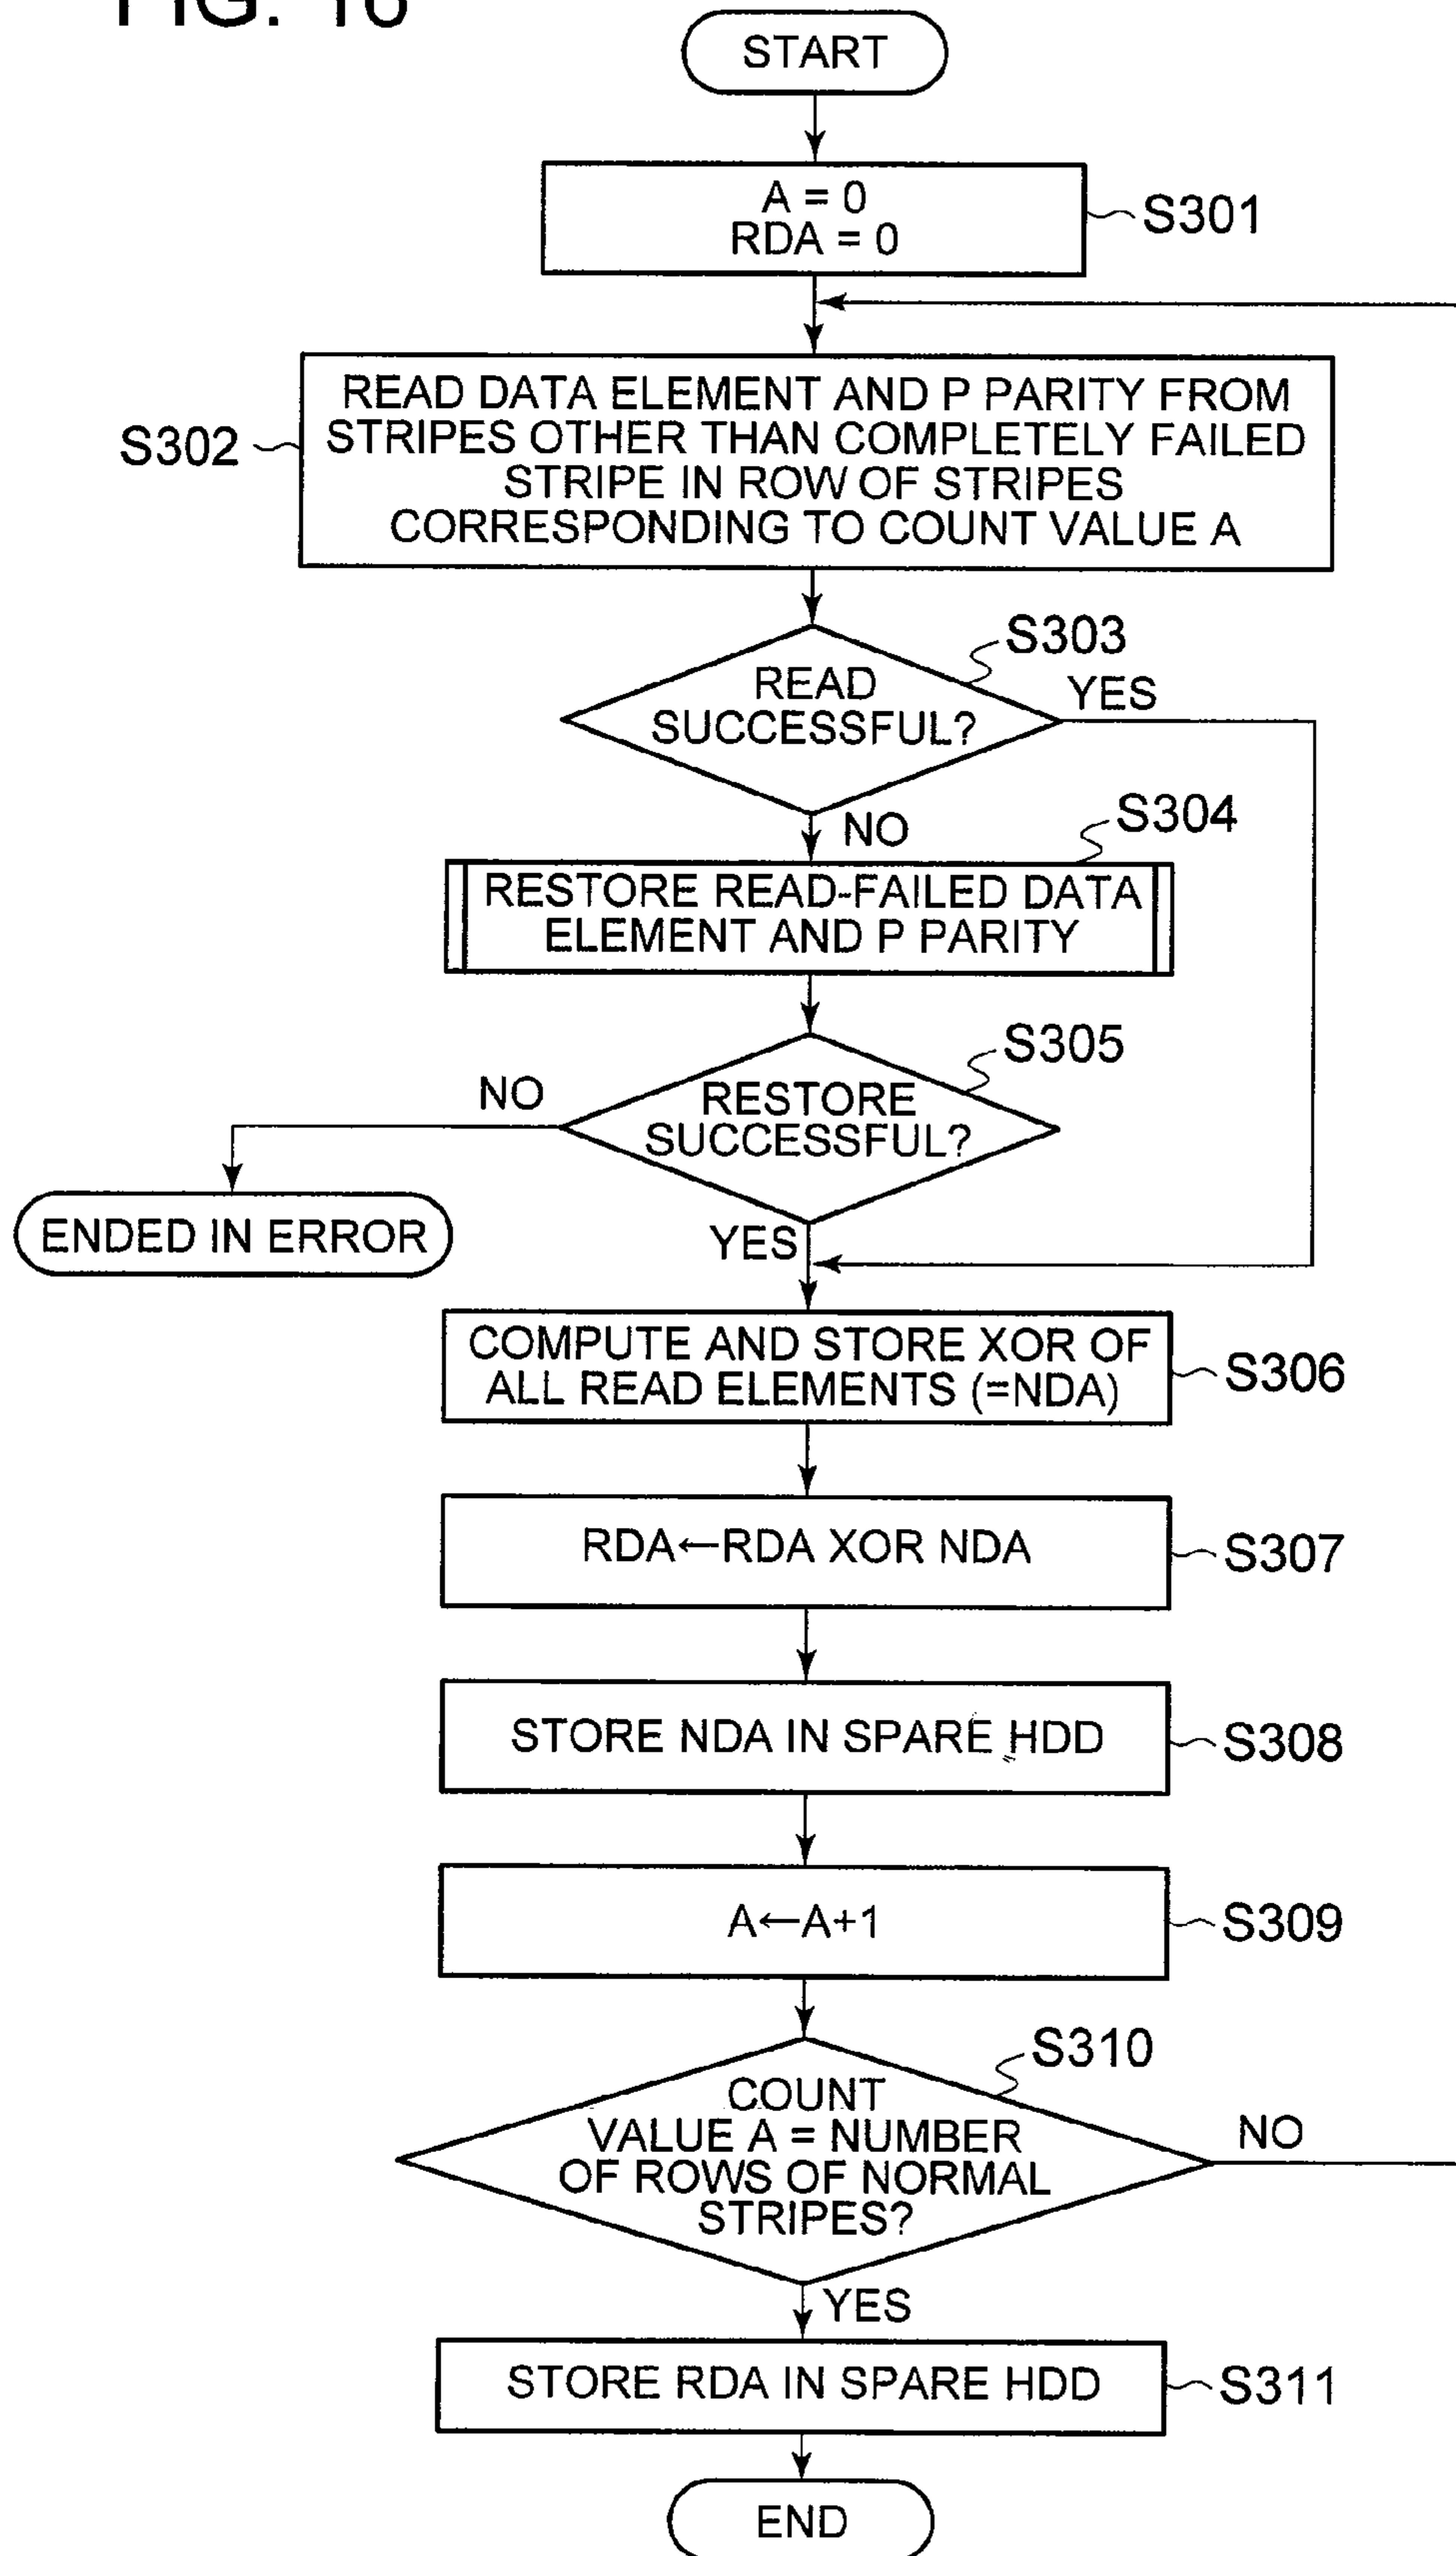 FIG. 16
START
A = 0
RDA = 0
S301
READ DATA ELEMENT AND P PARITY FROM
STRIPES OTHER THAN COMPLETELY FAILED
STRIPE IN ROW OF STRIPES
CORRESPONDING TO COUNT VALUE A
S302
S303
READ
SUCCESSFUL?
YES
NO
S304
RESTORE READ-FAILED DATA
ELEMENT AND P PARITY
S305
RESTORE
SUCCESSFUL?
NO
ENDED IN ERROR
YES
COMPUTE AND STORE XOR OF
ALL READ ELEMENTS (=NDA)
S306
RDA←RDA XOR NDA
S307
STORE NDA IN SPARE HDD
S308
A←A+1
S309
S310
COUNT
VALUE A = NUMBER
OF ROWS OF NORMAL
STRIPES?
NO
YES
STORE RDA IN SPARE HDD
S311
END